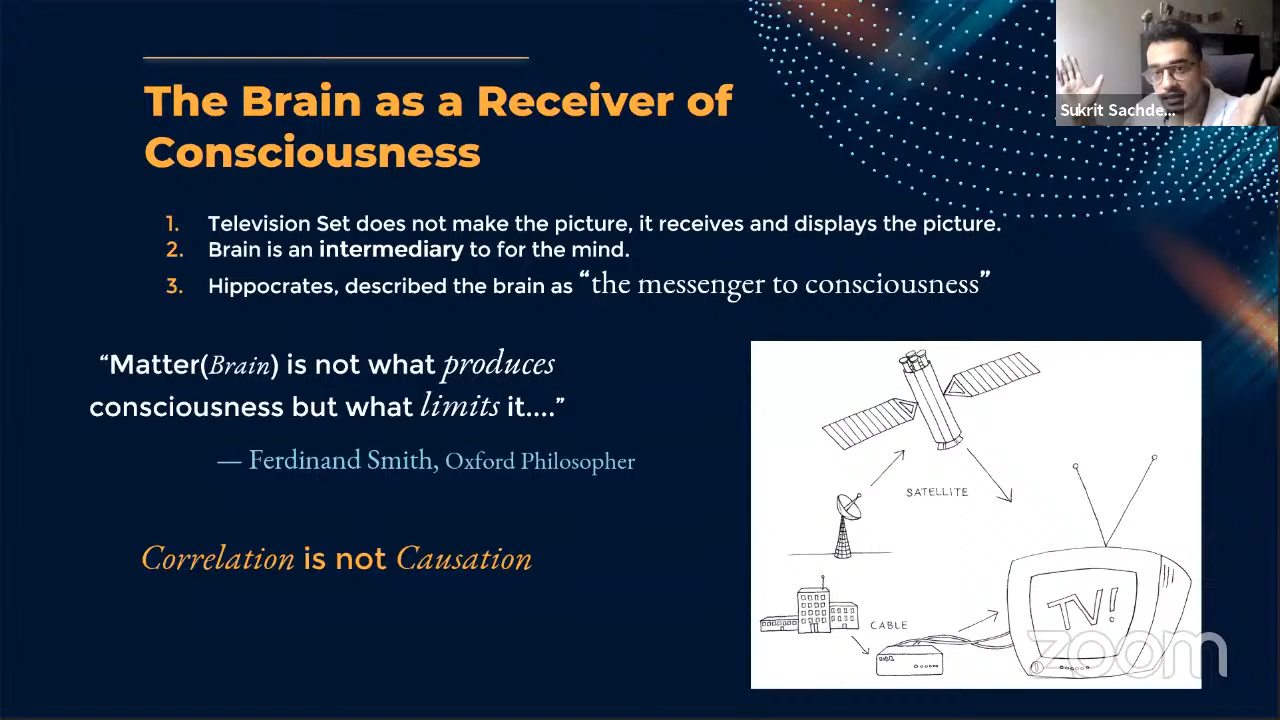 The Brain as a Receiver of
Consciousness
Sukrit Sachde...
1. Television Set does not make the picture, it receives and displays the picture.
2. Brain is an intermediary to for the mind.
3. Hippocrates, described the brain as “the messenger to consciousness”
“Matter(Brain) is not what produces
consciousness but what limits it....”
— Ferdinand Smith, Oxford Philosopher
Correlation is not Causation
SATELLITE
CABLE
TV!
zoom